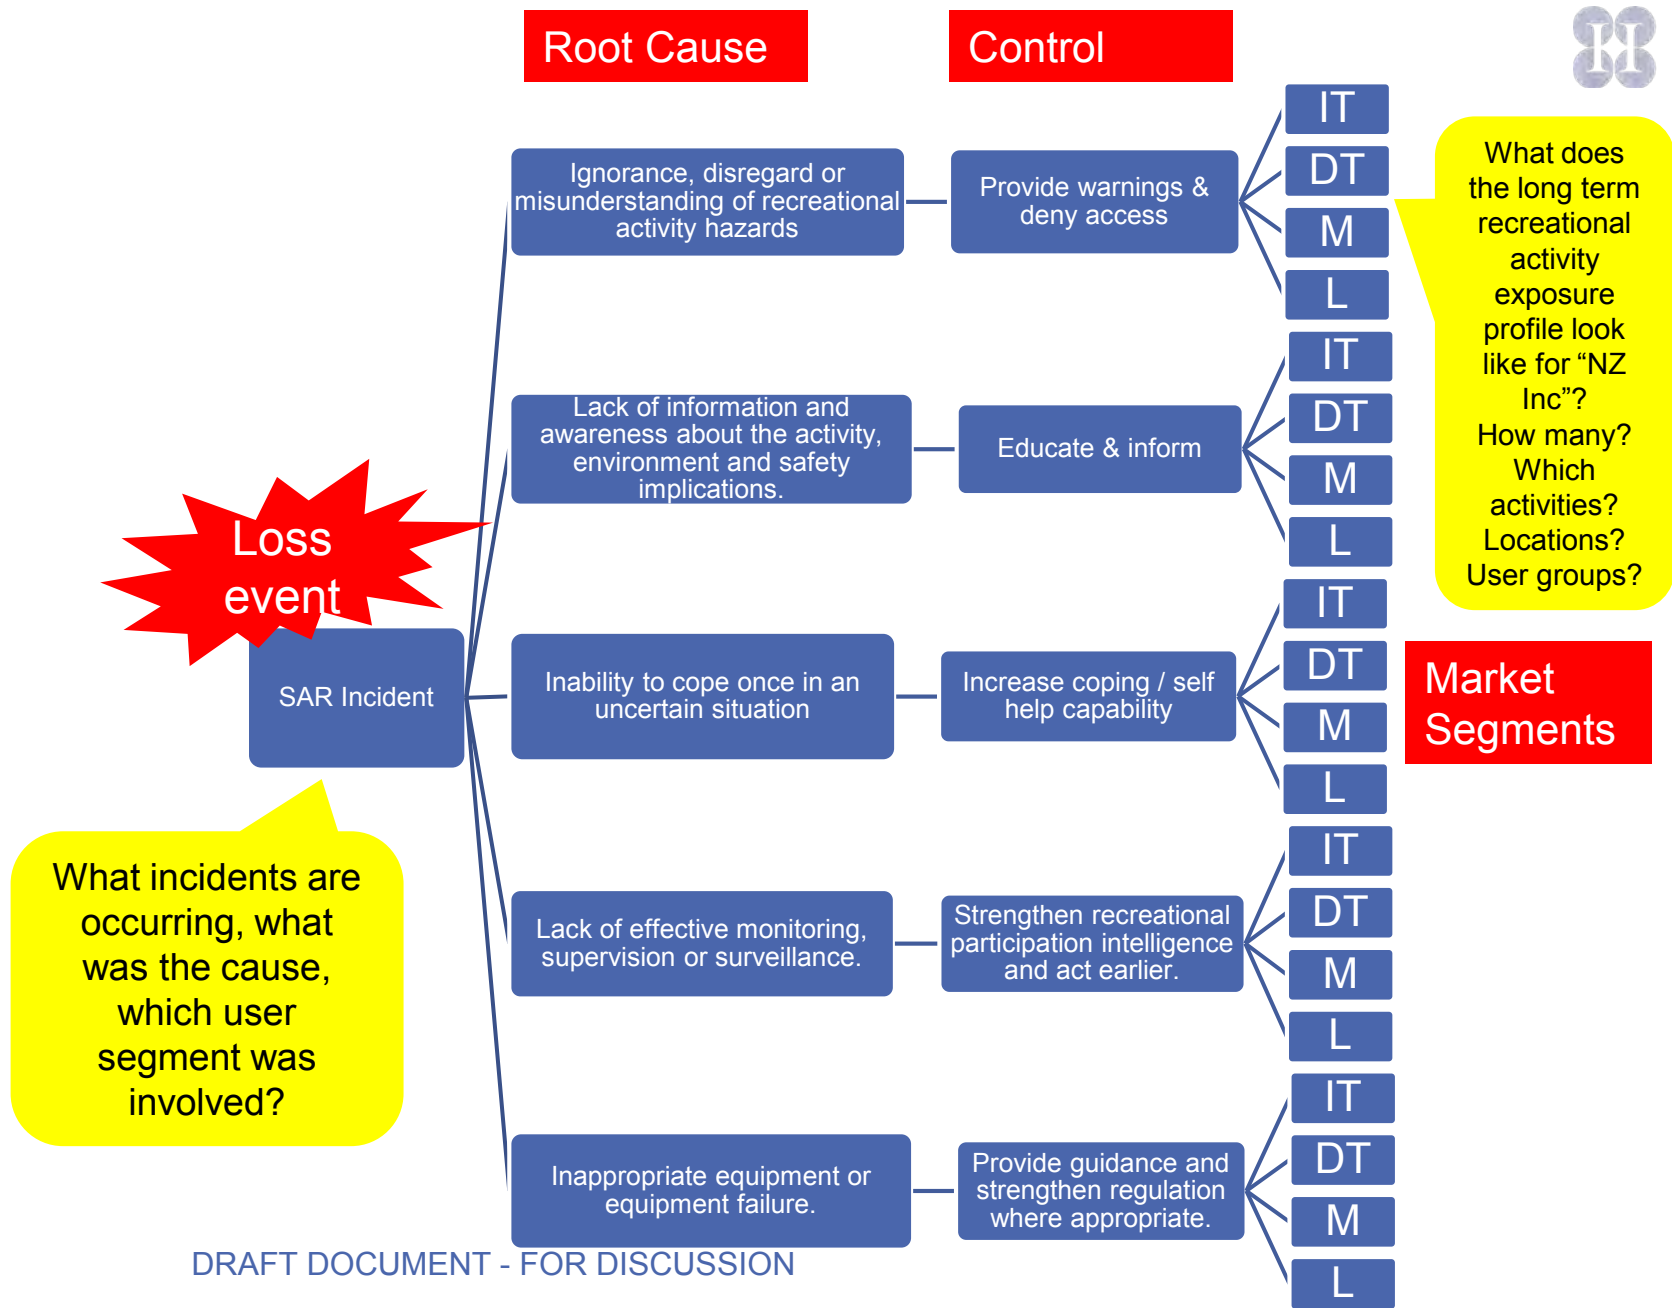 Root Cause
Control
IT
DT
M
L
Ignorance, disregard or
misunderstanding of recreational
activity hazards
Provide warnings &
deny access
What does
the long term
recreational
activity
exposure
profile look
like for “NZ
Inc”?
How many?
Which
activities?
Locations?
User groups?
IT
DT
M
L
Lack of information and
awareness about the activity,
environment and safety
implications.
Educate & inform
Loss
event
SAR Incident
Inability to cope once in an
uncertain situation
Increase coping / self
help capability
IT
DT
M
L
Market
Segments
What incidents are
occurring, what
was the cause,
which user
segment was
involved?
Lack of effective monitoring,
supervision or surveillance.
Strengthen recreational
participation intelligence
and act earlier.
IT
DT
M
L
Inappropriate equipment or
equipment failure.
Provide guidance and
strengthen regulation
where appropriate.
IT
DT
M
L
DRAFT DOCUMENT - FOR DISCUSSION